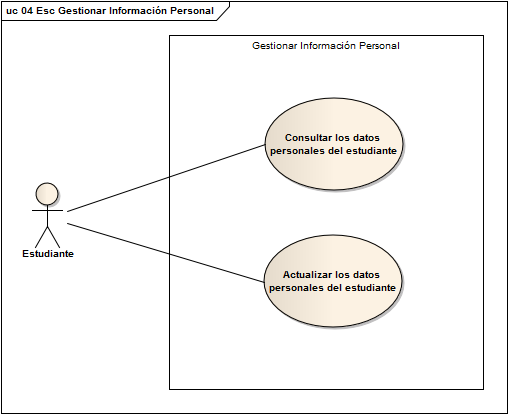 uc 04 Esc Gestionar Información Personal
Gestionar Información Personal
Consultar los datos
personales del estudiante
Estudiante
Actualizar los datos
personales del estudiante